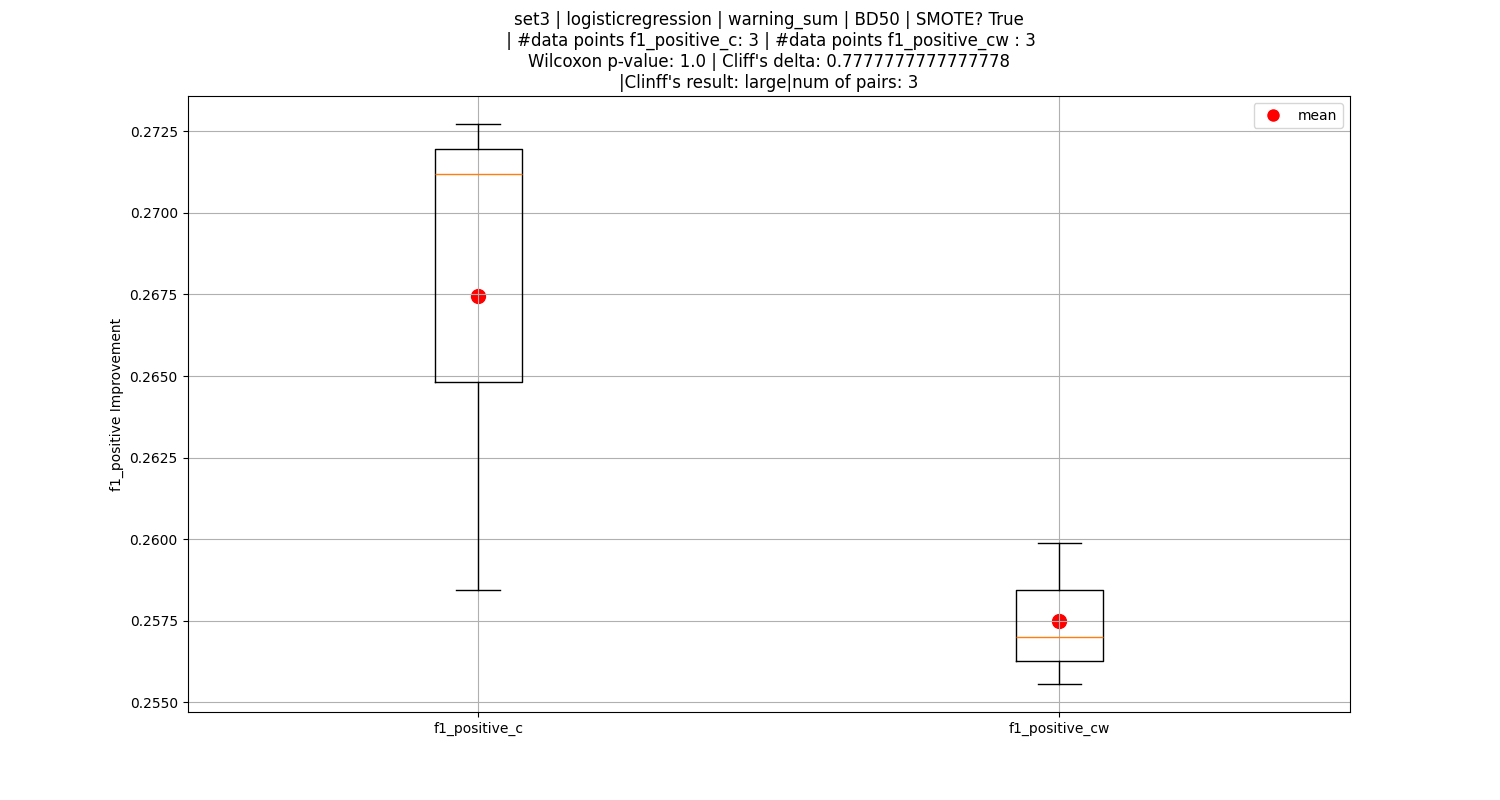 set3 | logisticregression | warning_sum | BD50 | SMOTE? True
| #data points f1_positive_c: 3 | #data points f1_positive_cw : 3
Wilcoxon p-value: 1.0 | Cliff's delta: 0.7777777777777778
|Clinff's result: large|num of pairs: 3
mean
0.2725
0.2700
0.2675
0.2650
0.2625
0.2600
0.2575
0.2550
f1_positive Improvement
f1_positive_c
f1_positive_cw